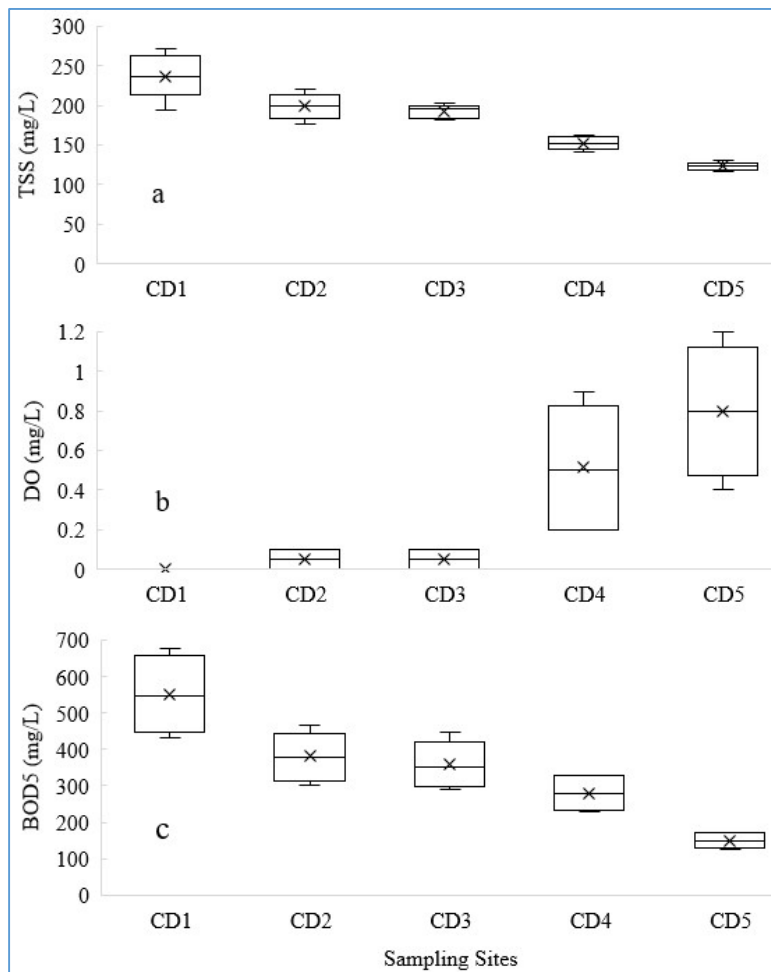 300
250
200
150
100
50
0
TSS (mg/L)
a
CD1 CD2 CD3 CD4 CD5
1.2
1
0.8
0.6
0.4
0.2
0
DO (mg/L)
b
CD1 CD2 CD3 CD4 CD5
700
600
500
400
300
200
100
0
BOD5 (mg/L)
c
CD1 CD2 CD3 CD4 CD5
Sampling Sites